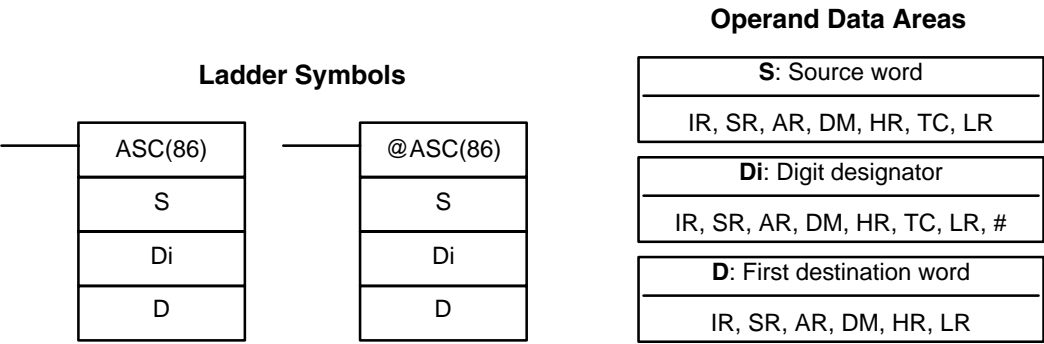 Ladder Symbols
ASC(86)
S
Di
D
@ASC(86)
S
Di
D
Operand Data Areas
S: Source word
IR, SR, AR, DM, HR, TC, LR
Di: Digit designator
IR, SR, AR, DM, HR, TC, LR, #
D: First destination word
IR, SR, AR, DM, HR, LR